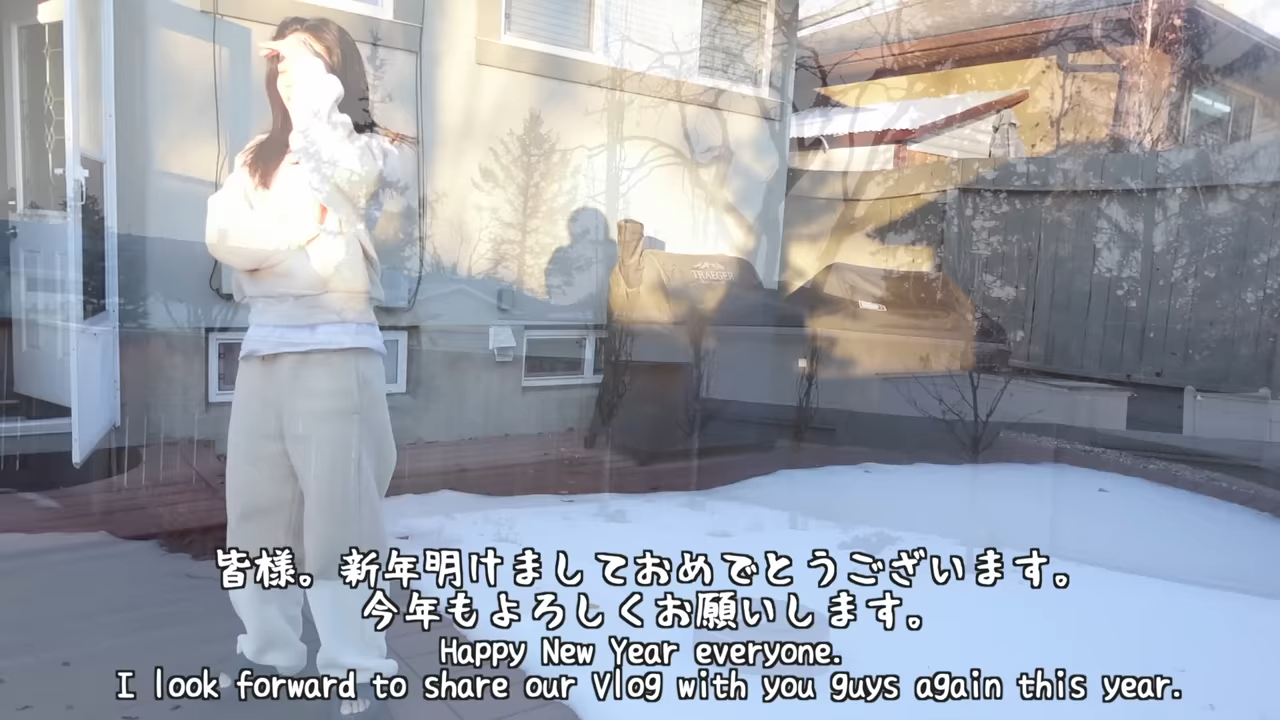 TRAEGER
皆様。新年明けましておめでとうございます。
今年もよろしくお願いします。
Happy New Year everyone.
I look forward to share our Vlog with you guys again this year.